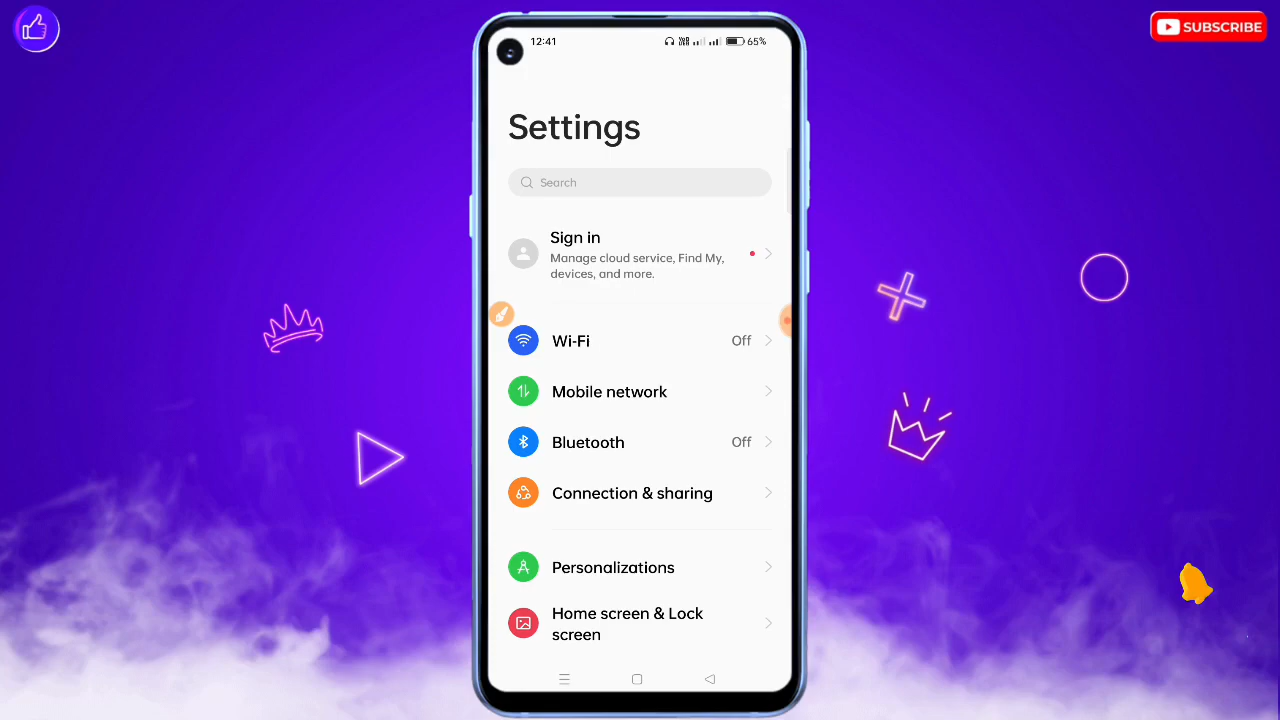 SUBSCRIBE
12:41
65%
Settings
Search
Sign in
Manage cloud service, Find My,
devices, and more.
Wi-Fi
Off
Mobile network
Bluetooth
Off
Connection & sharing
Personalizations
Home screen & Lock
screen